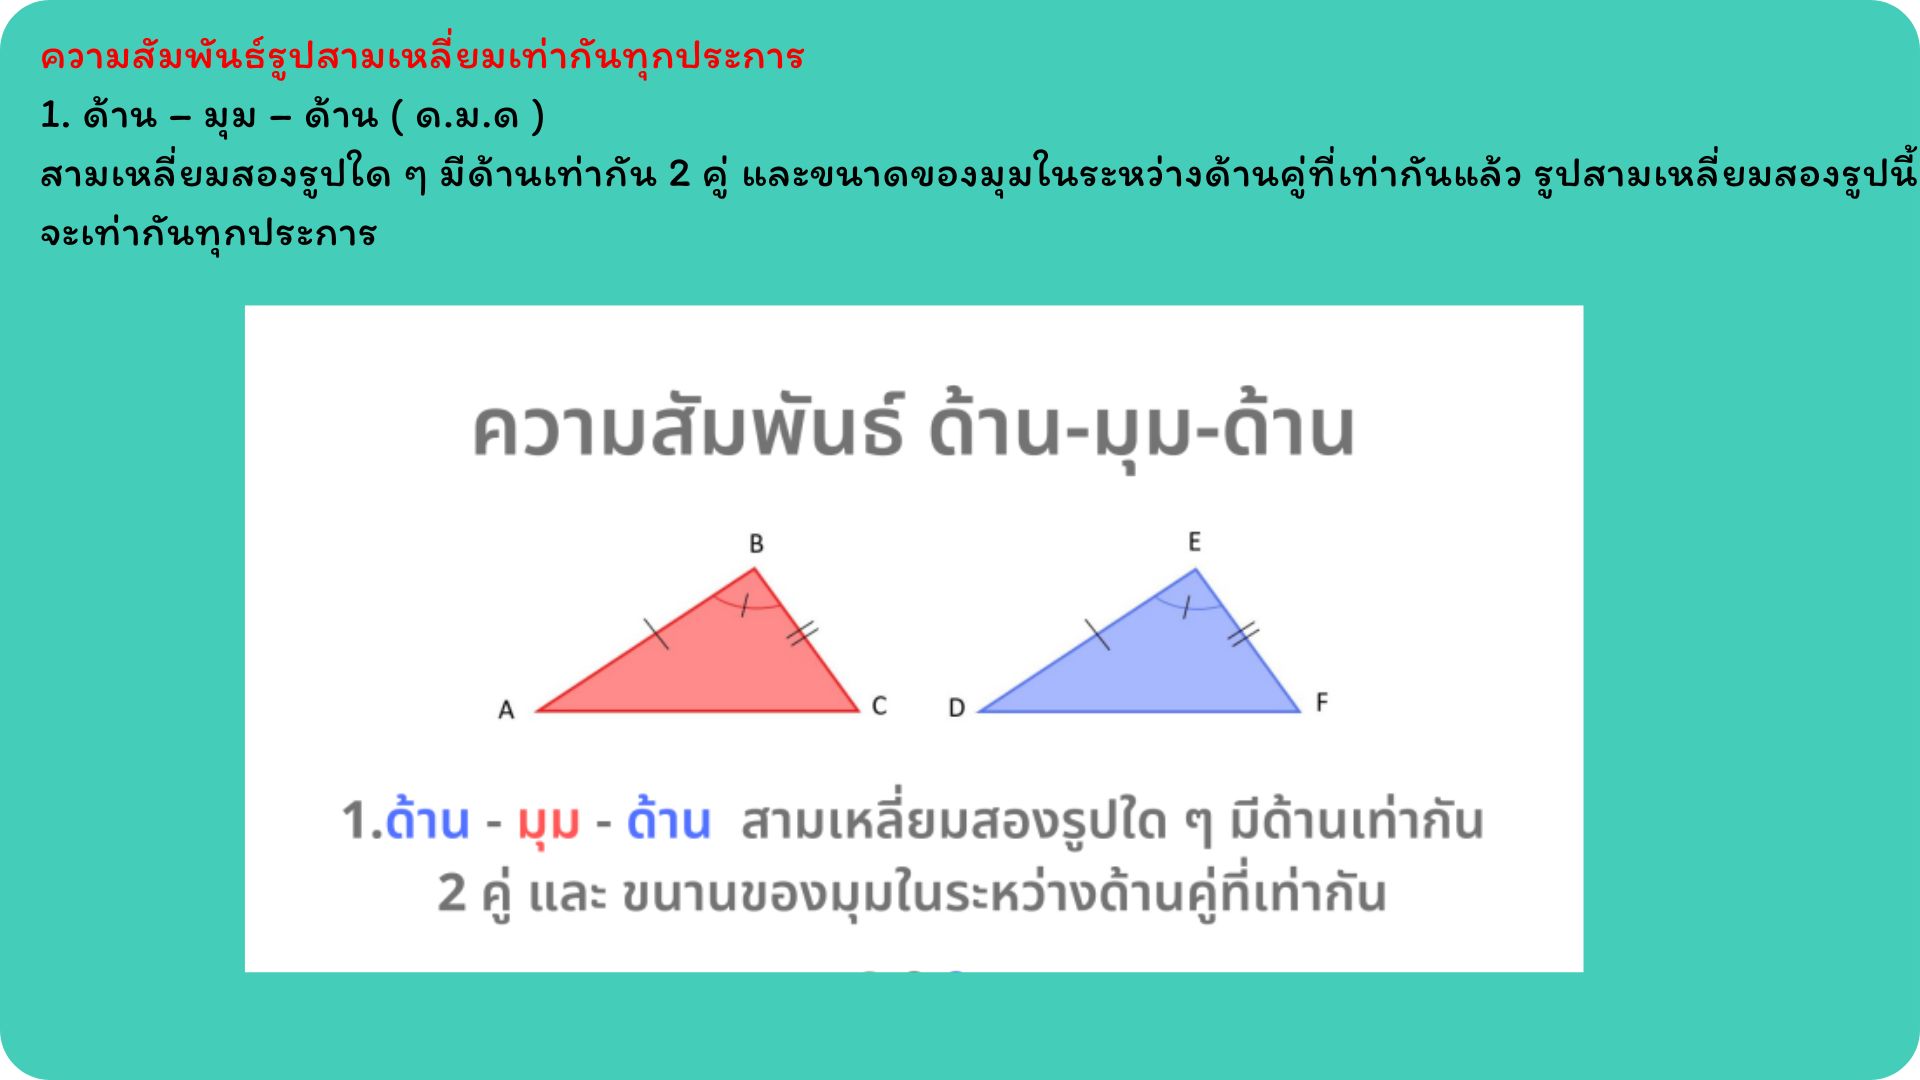 ความสัมพันธ์รูปสามเหลี่ยมเท่ากันทุกประการ
1. ด้าน – มุม – ด้าน ( ด.ม.ด )
สามเหลี่ยมสองรูปใด ๆ มีด้านเท่ากัน 2 คู่ และขนาดของมุมในระหว่างด้านคู่ที่เท่ากันแล้ว รูปสามเหลี่ยมสองรูปนี้
จะเท่ากันทุกประการ
ความสัมพันธ์ ด้าน-มุม-ด้าน
B
E
A
C
D
F
1.ด้าน - มุม - ด้าน สามเหลี่ยมสองรูปใด ๆ มีด้านเท่ากัน
2 คู่ และ ขนานของมุมในระหว่างด้านคู่ที่เท่ากัน